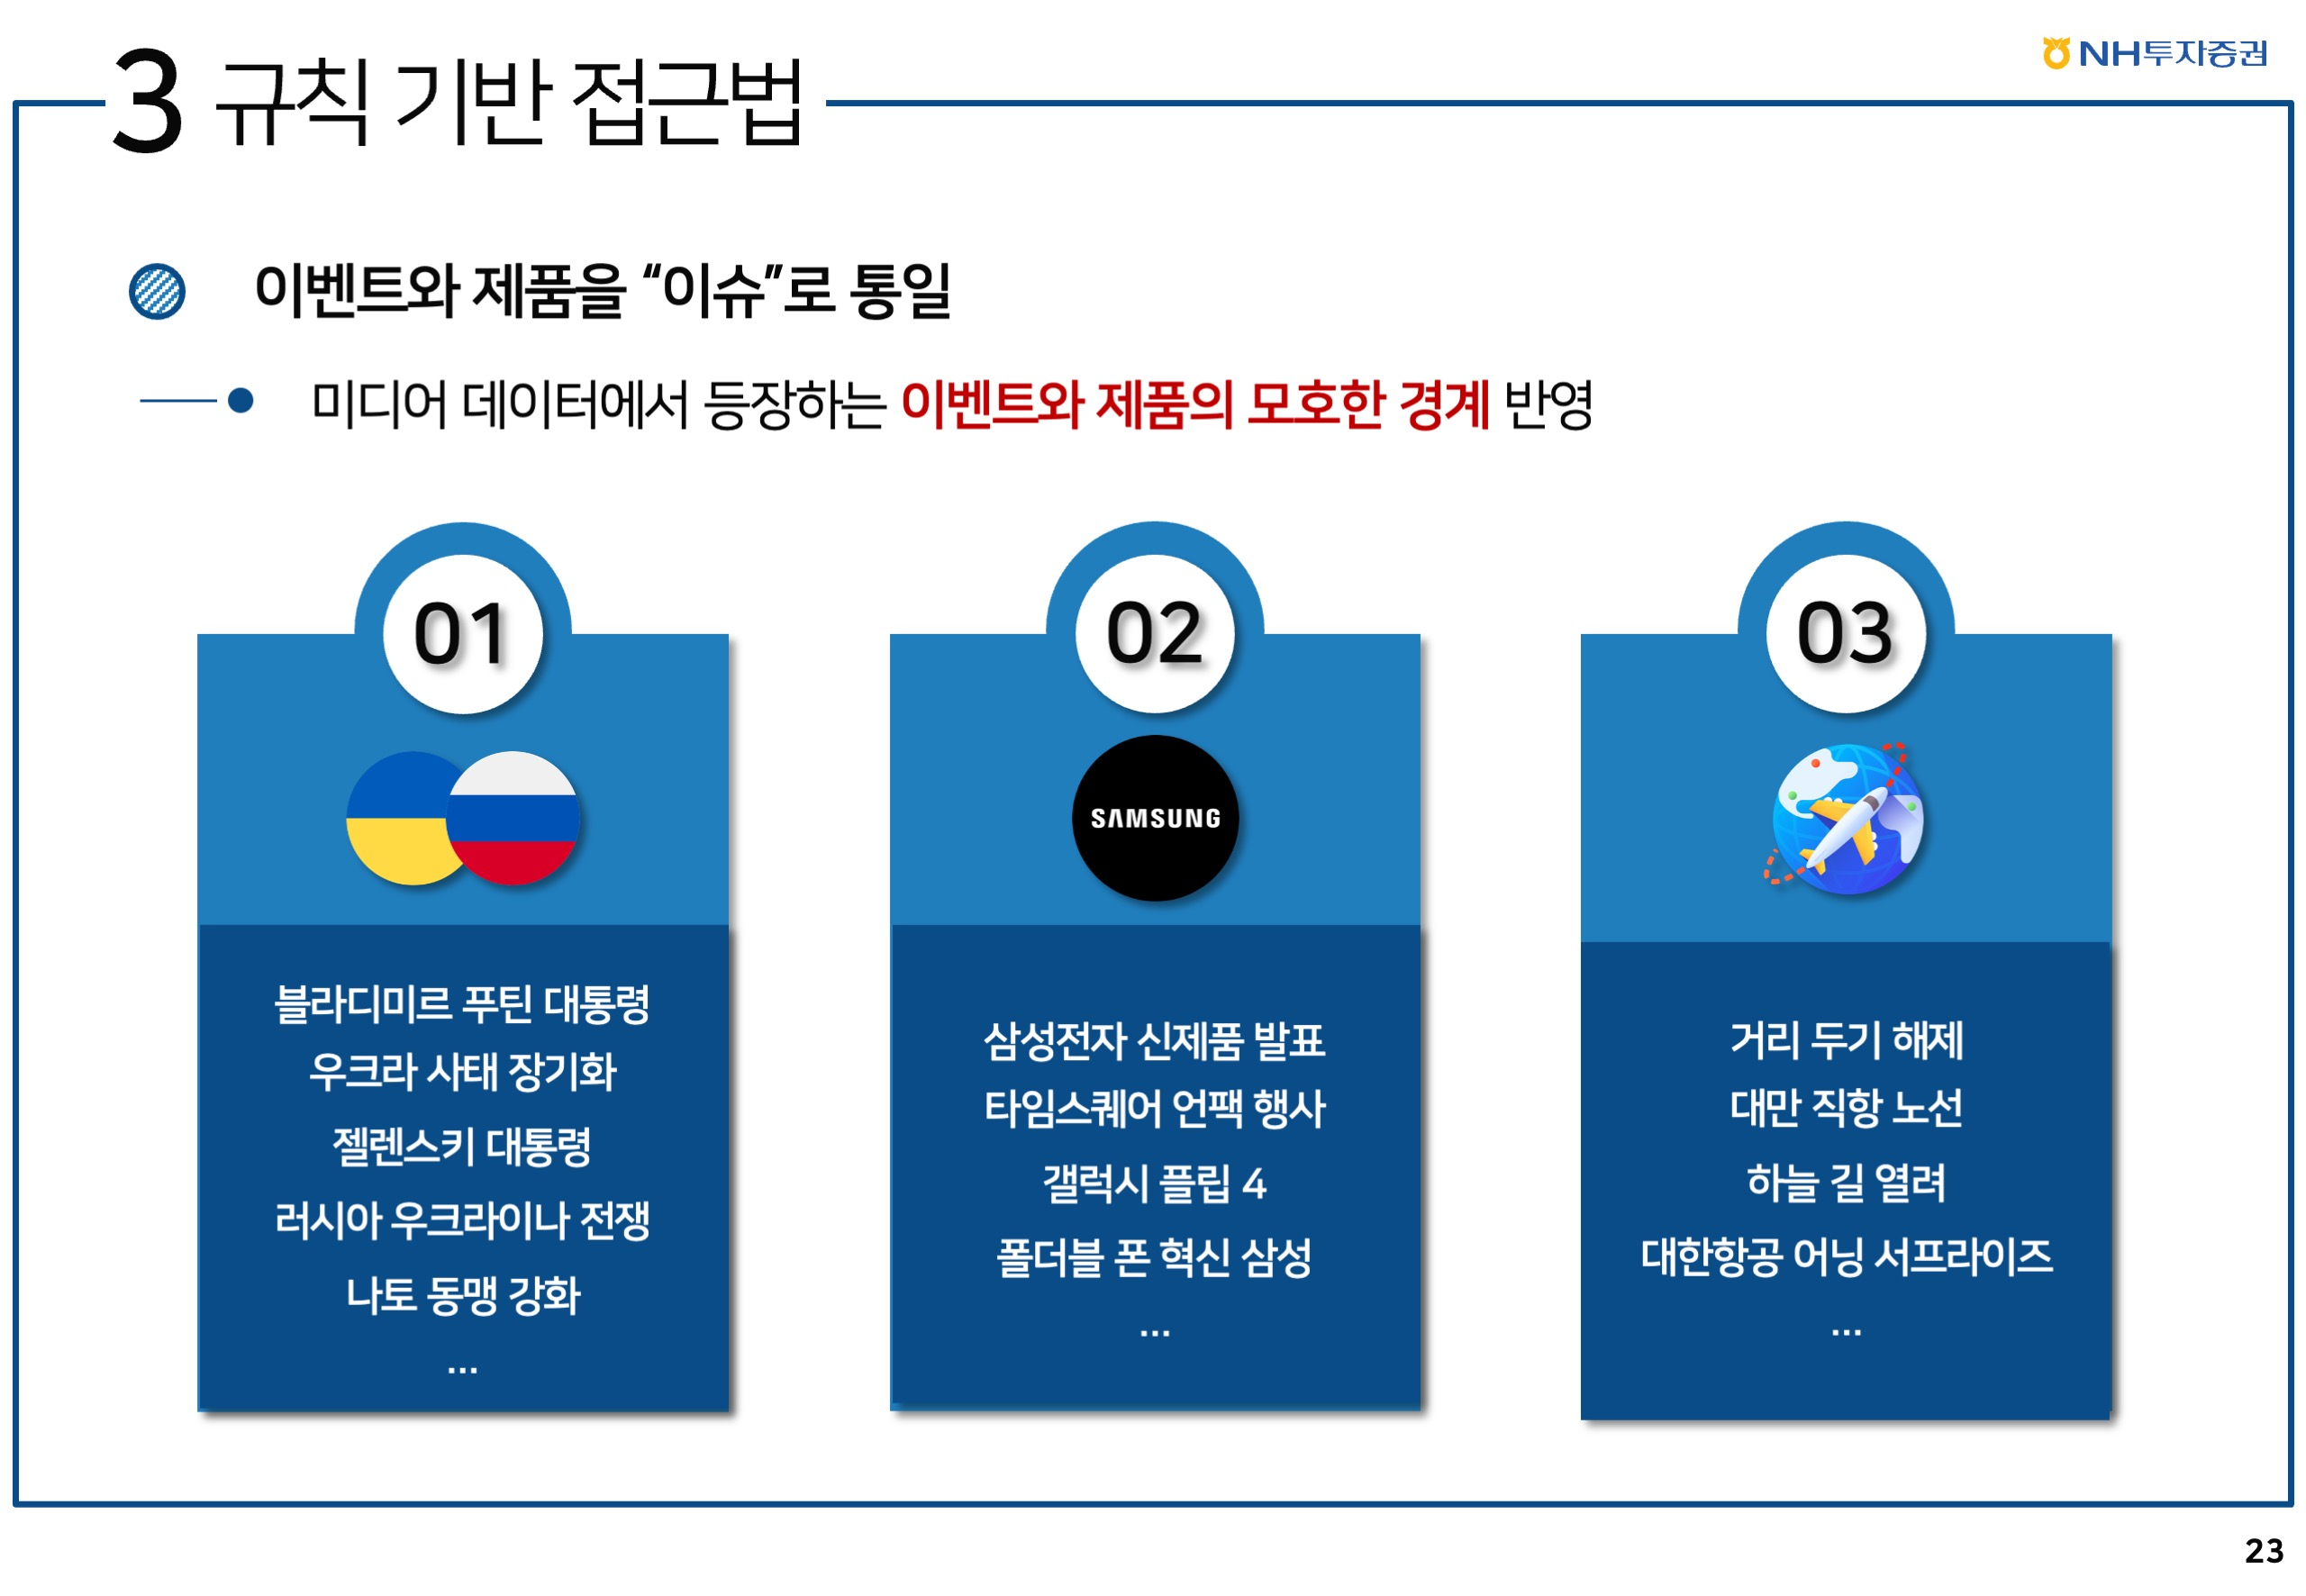 3 규칙 기반 접근법
NH투자증권
이벤트와 제품을 “이슈”로 통일
미디어 데이터에서 등장하는 이벤트와 제품의 모호한 경계 반영
01
블라디미르 푸틴 대통령
우크라 사태 장기화
젤렌스키 대통령
러시아 우크라이나 전쟁
나토 동맹 강화
...
02
SAMSUNG
삼성전자 신제품 발표
타임스퀘어 언팩 행사
갤럭시 플립 4
폴더블 폰 혁신 삼성
...
03
거리 두기 해제
대만 직항 노선
하늘 길 열려
대한항공 어닝 서프라이즈
...
23